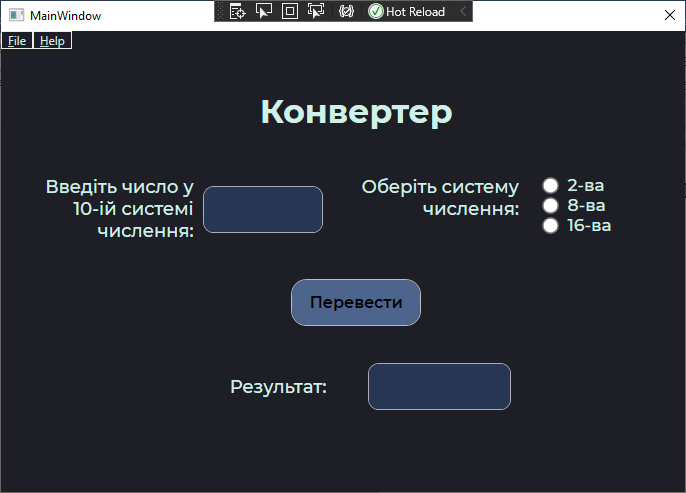 MainWindow
Hot Reload
File Help
Конвертер
Введіть число у
10-ій системі
числення:
Оберіть систему
числення:
2-ва
8-ва
16-ва
Перевести
Результат: